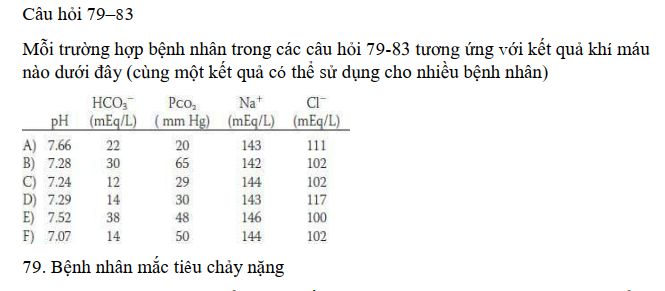 Câu hỏi 79–83
Mỗi trường hợp bệnh nhân trong các câu hỏi 79-83 tương ứng với kết quả khí máu
nào dưới đây (cùng một kết quả có thể sử dụng cho nhiều bệnh nhân)
HCO₃⁻ Pco₂ Na⁺ Cl⁻
pH (mEq/L) ( mm Hg) (mEq/L) (mEq/L)
A) 7.66 22 20 143 111
B) 7.28 30 65 142 102
C) 7.24 12 29 144 102
D) 7.29 14 30 143 117
E) 7.52 38 48 146 100
F) 7.07 14 50 144 102
79. Bệnh nhân mắc tiêu chảy nặng